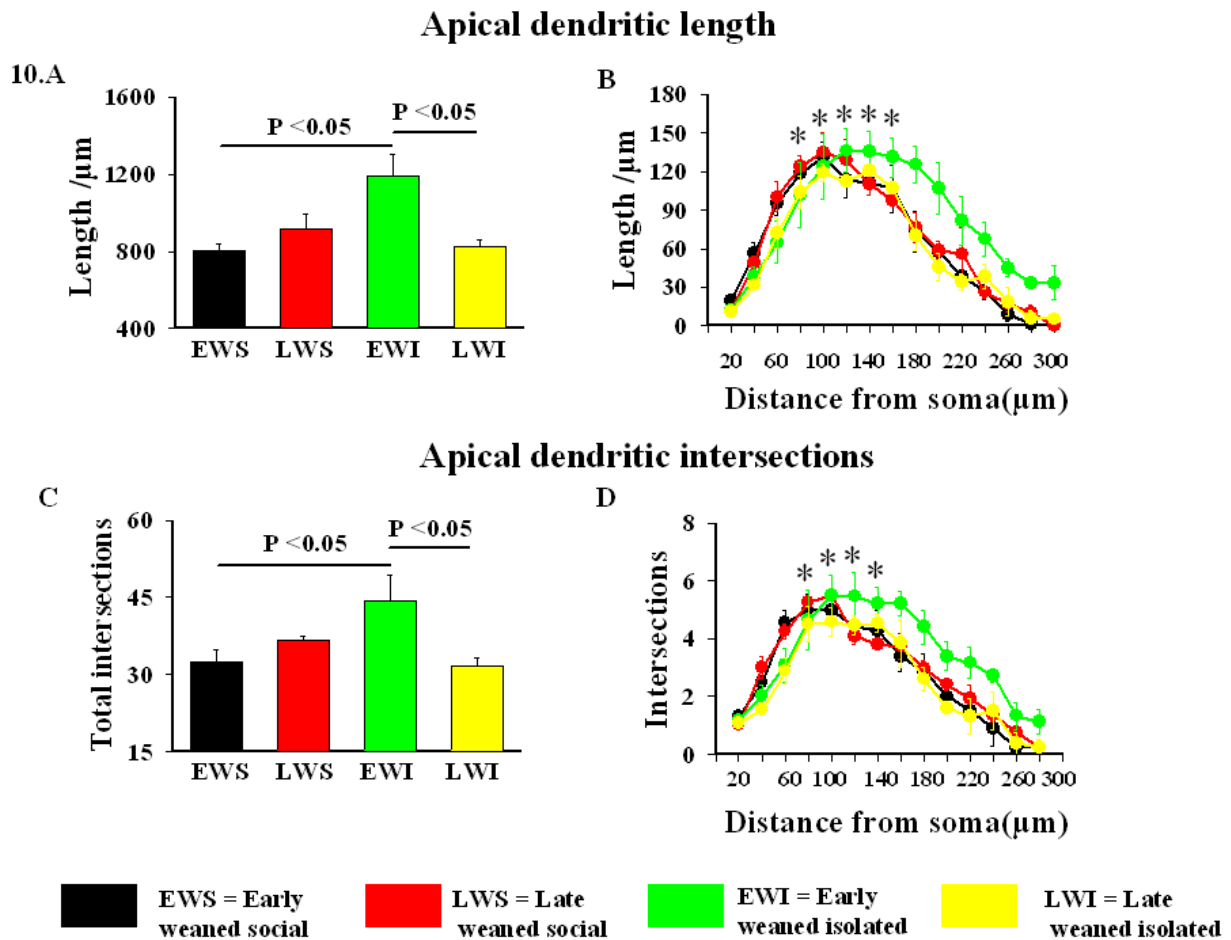 Apical dendritic length
10.A
1600
1200
800
400
Length /µm
P <0.05
P <0.05
EWS LWS EWI LWI
B
180
150
120
90
60
30
0
Length/µm
* * * * *
20 60 100 140 180 220 260 300
Distance from soma(µm)
Apical dendritic intersections
C
60
45
30
15
Total intersections
P <0.05
P <0.05
EWS LWS EWI LWI
D
8
6
4
2
0
Intersections
* * * *
20 60 100 140 180 220 260 300
Distance from soma(µm)
EWS = Early
weaned social
LWS = Late
weaned social
EWI = Early
weaned isolated
LWI = Late
weaned isolated